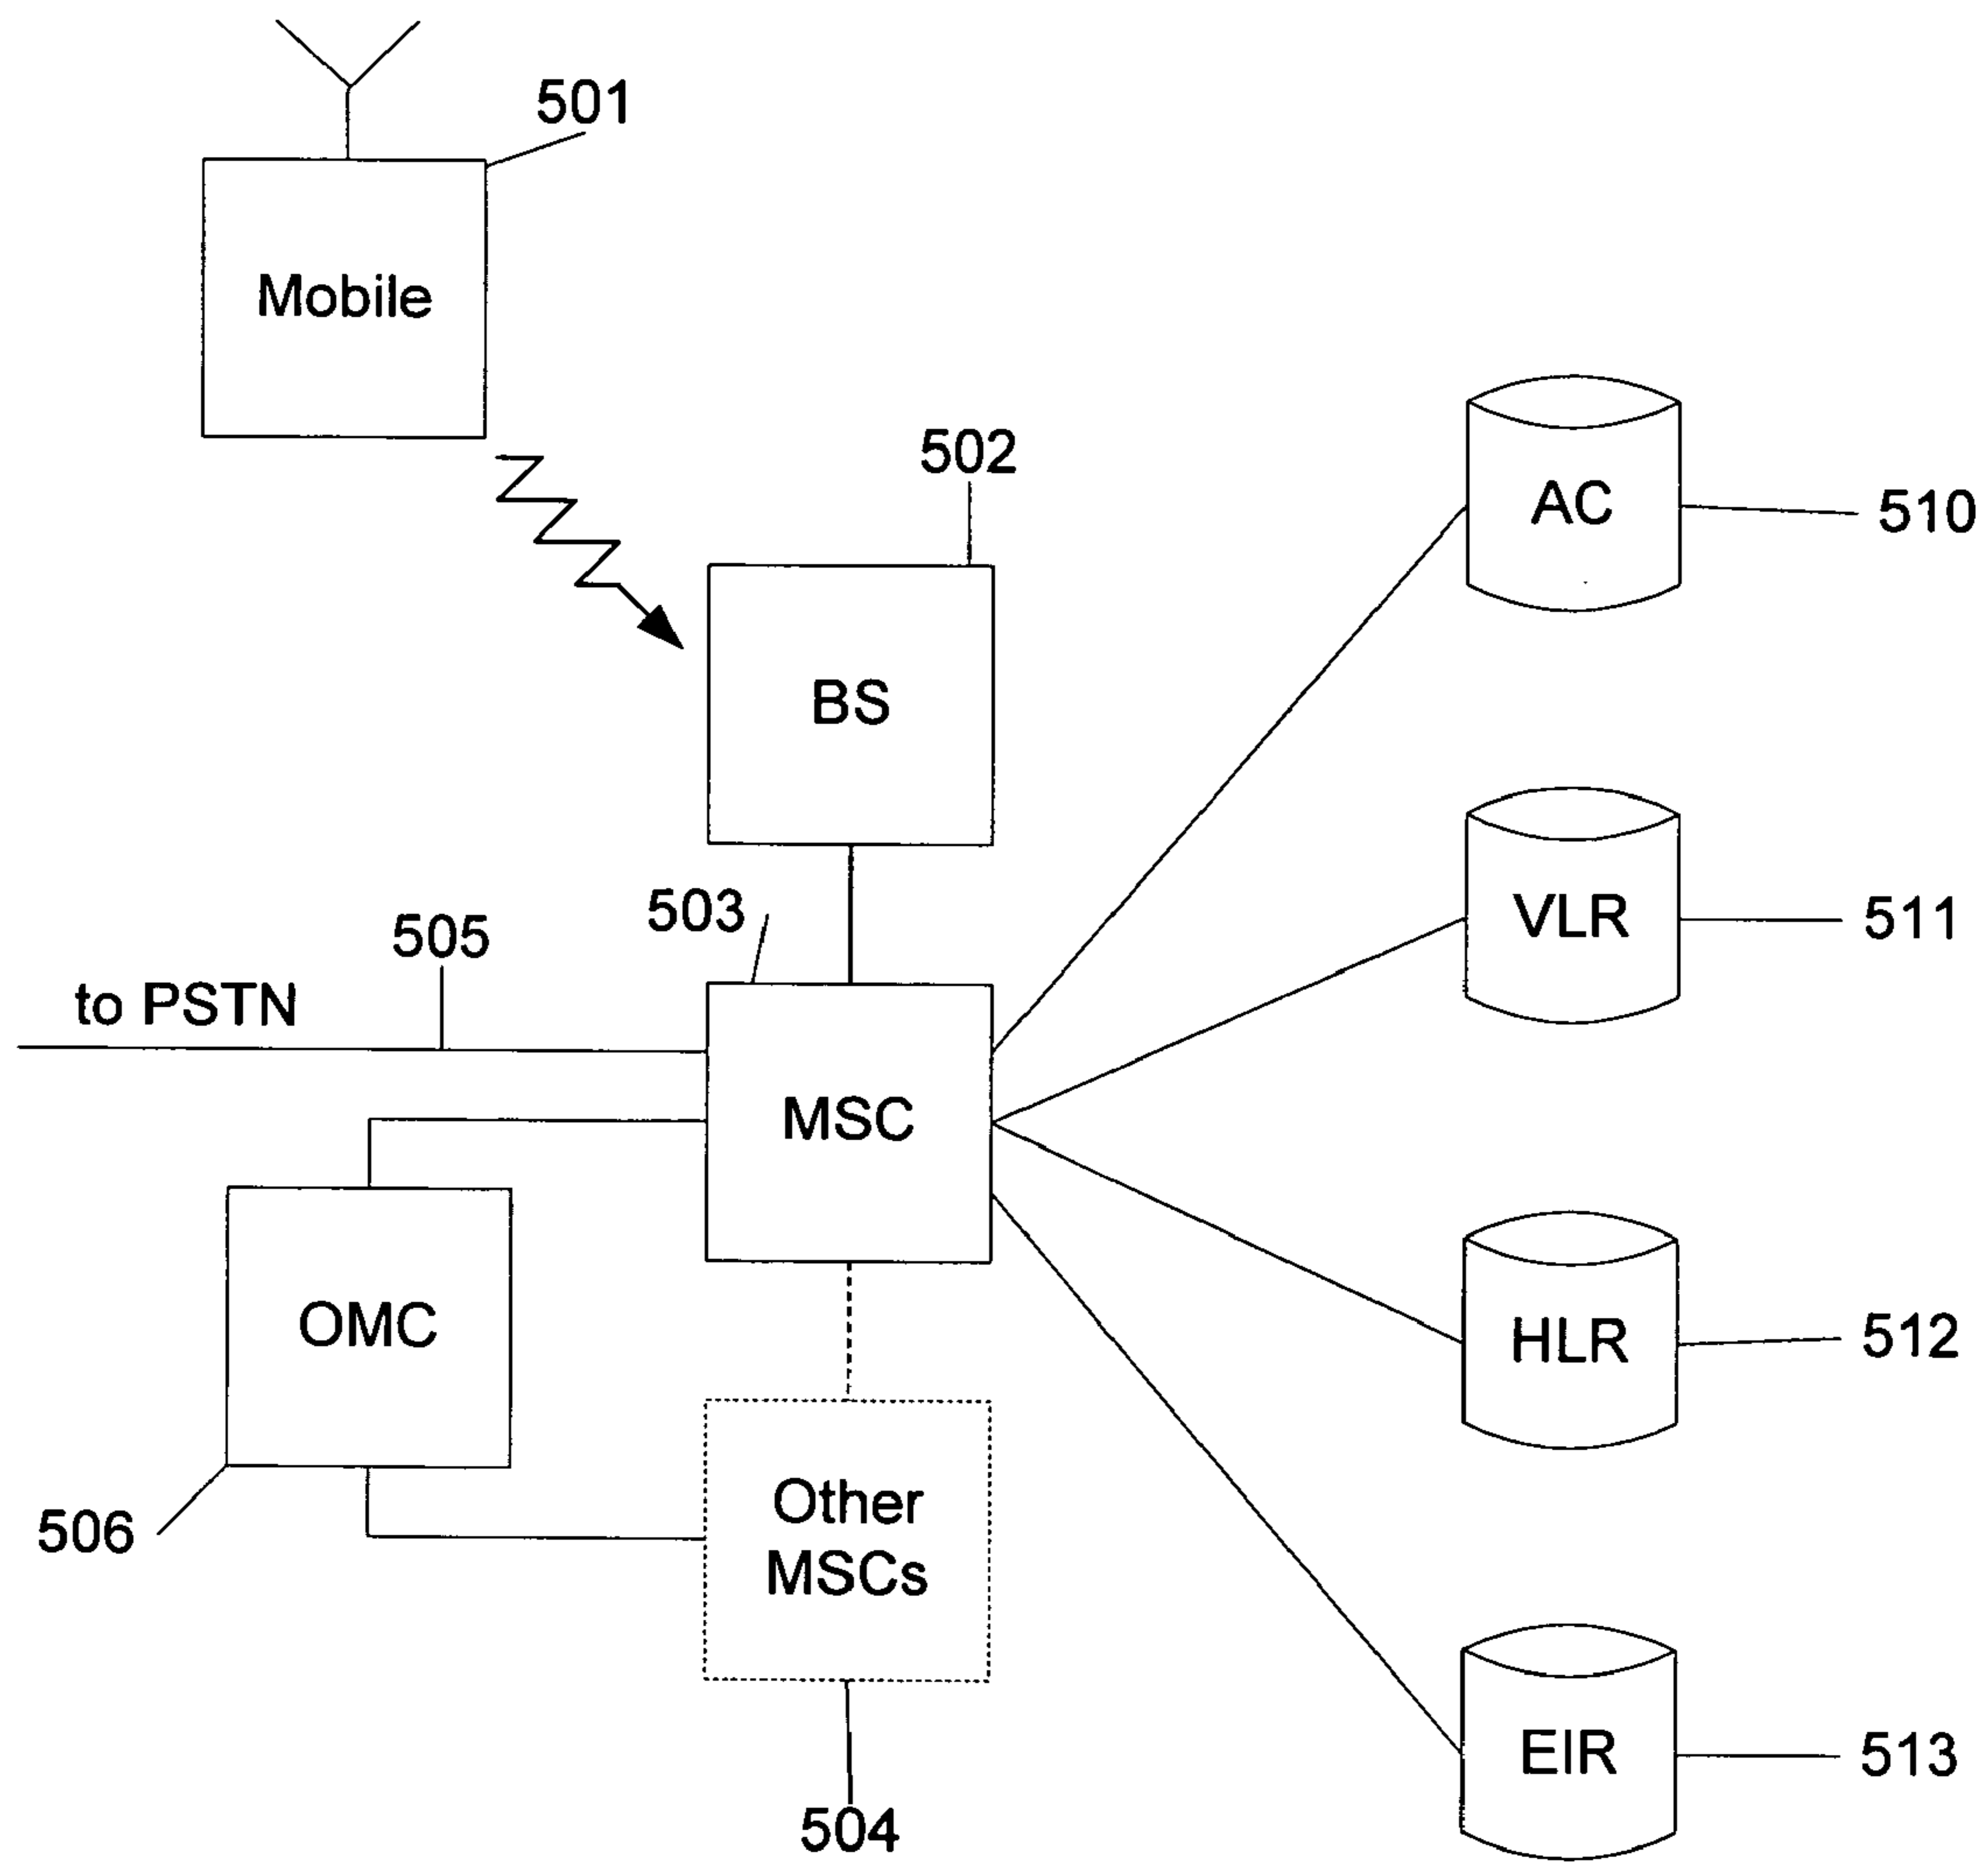 501
Mobile
502
AC
510
BS
503
505
VLR
511
to PSTN
MSC
OMC
HLR
512
506
Other
MSCs
EIR
513
504